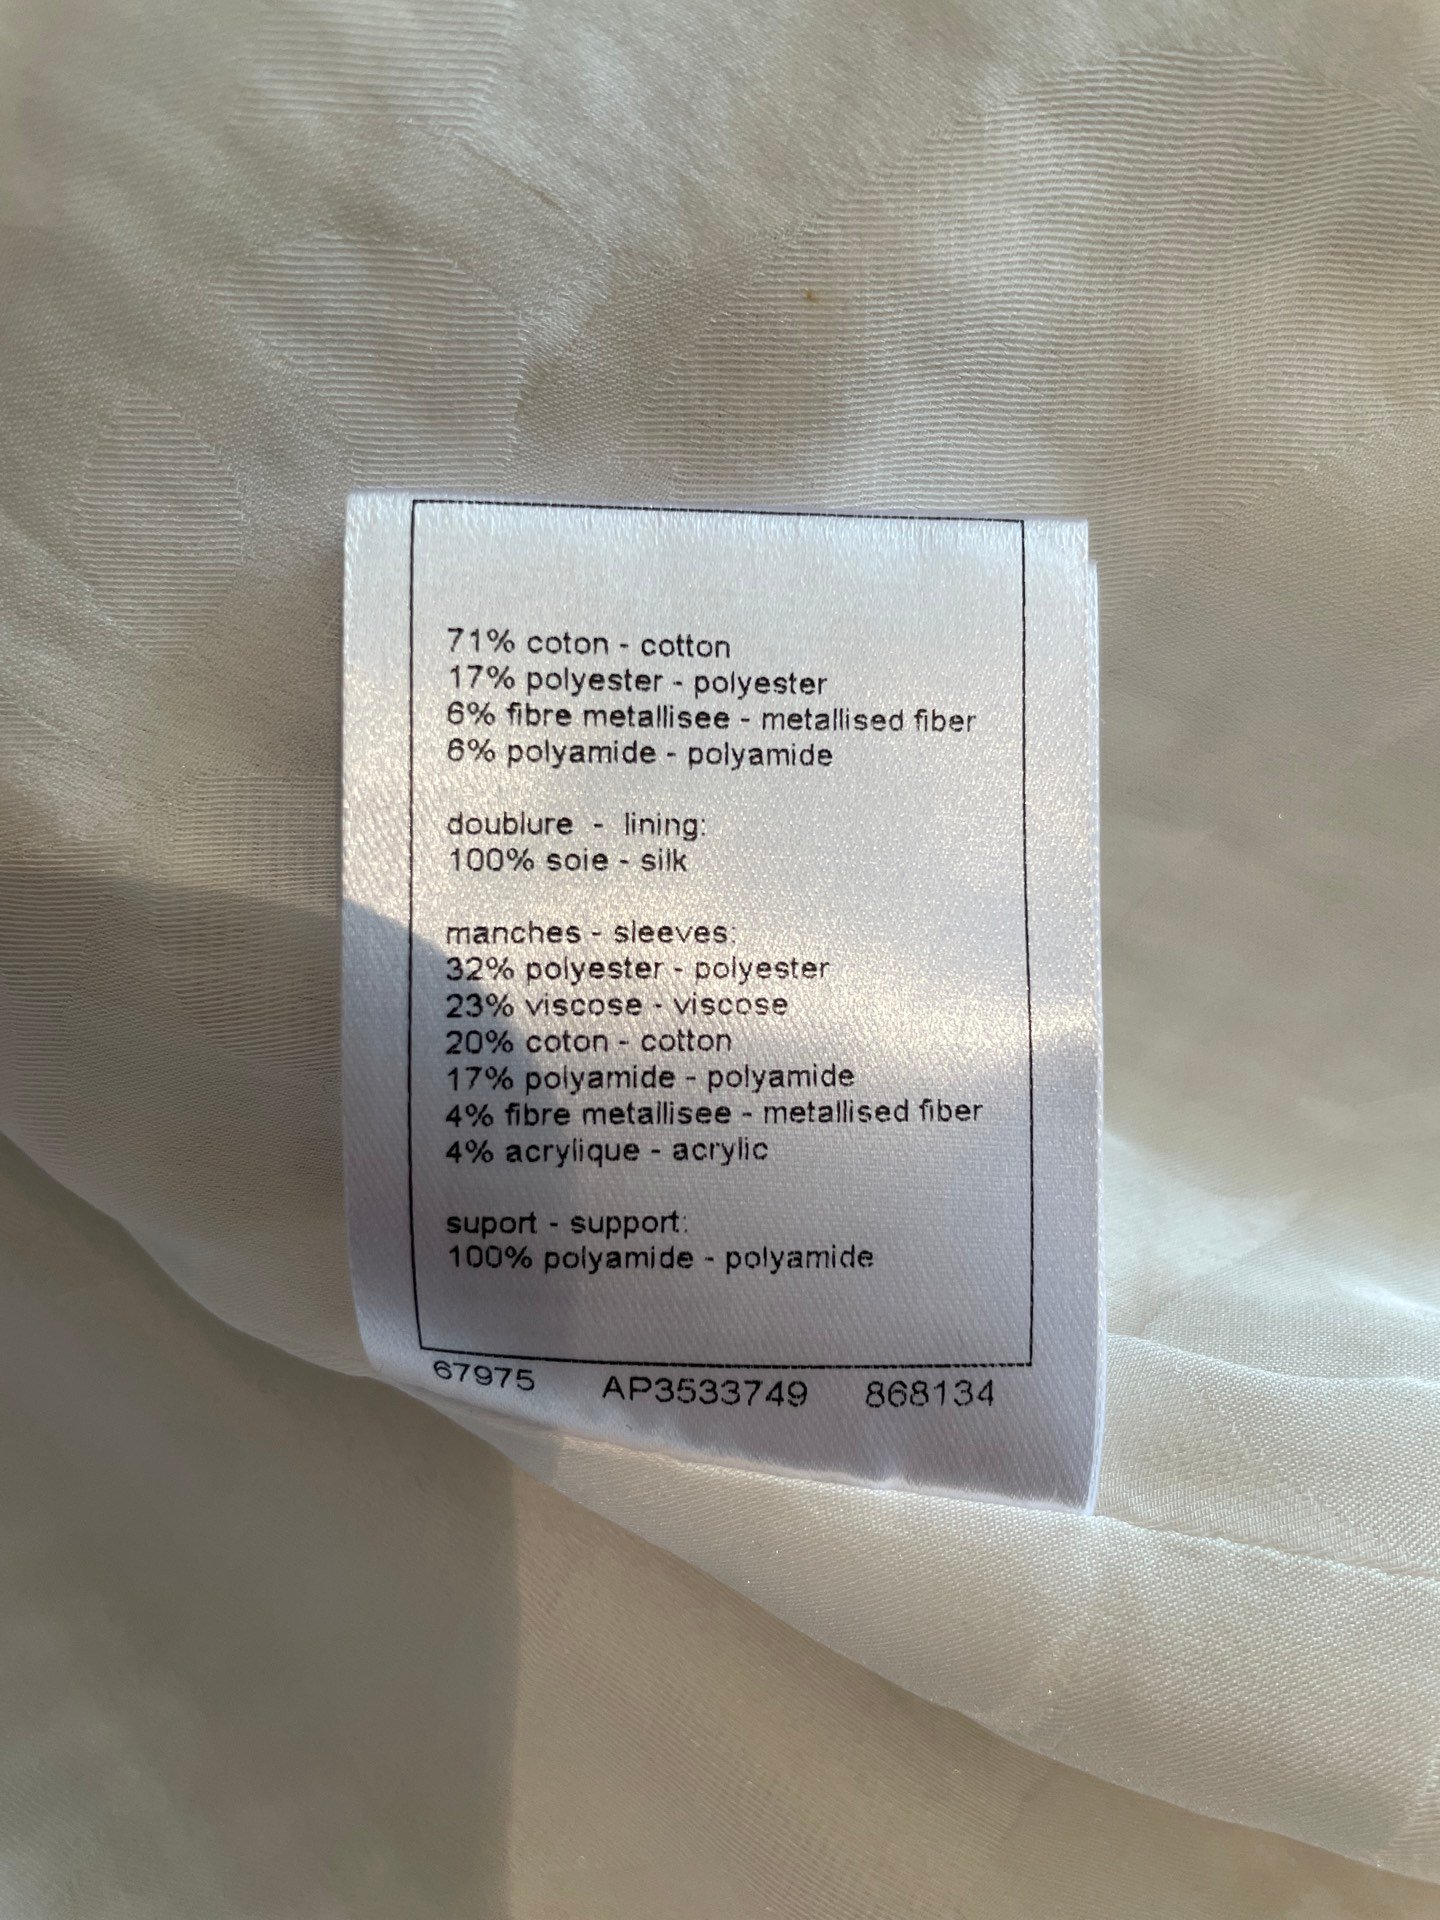 71% coton - cotton
17% polyester - polyester
6% fibre metallisee - metallised fiber
6% polyamide - polyamide
doublure - lining:
100% soie - silk
manches - sleeves:
32% polyester - polyester
23% viscose - viscose
20% coton - cotton
17% polyamide - polyamide
4% fibre metallisee - metallised fiber
4% acrylique - acrylic
suport - support:
100% polyamide - polyamide
67975 AP3533749 868134